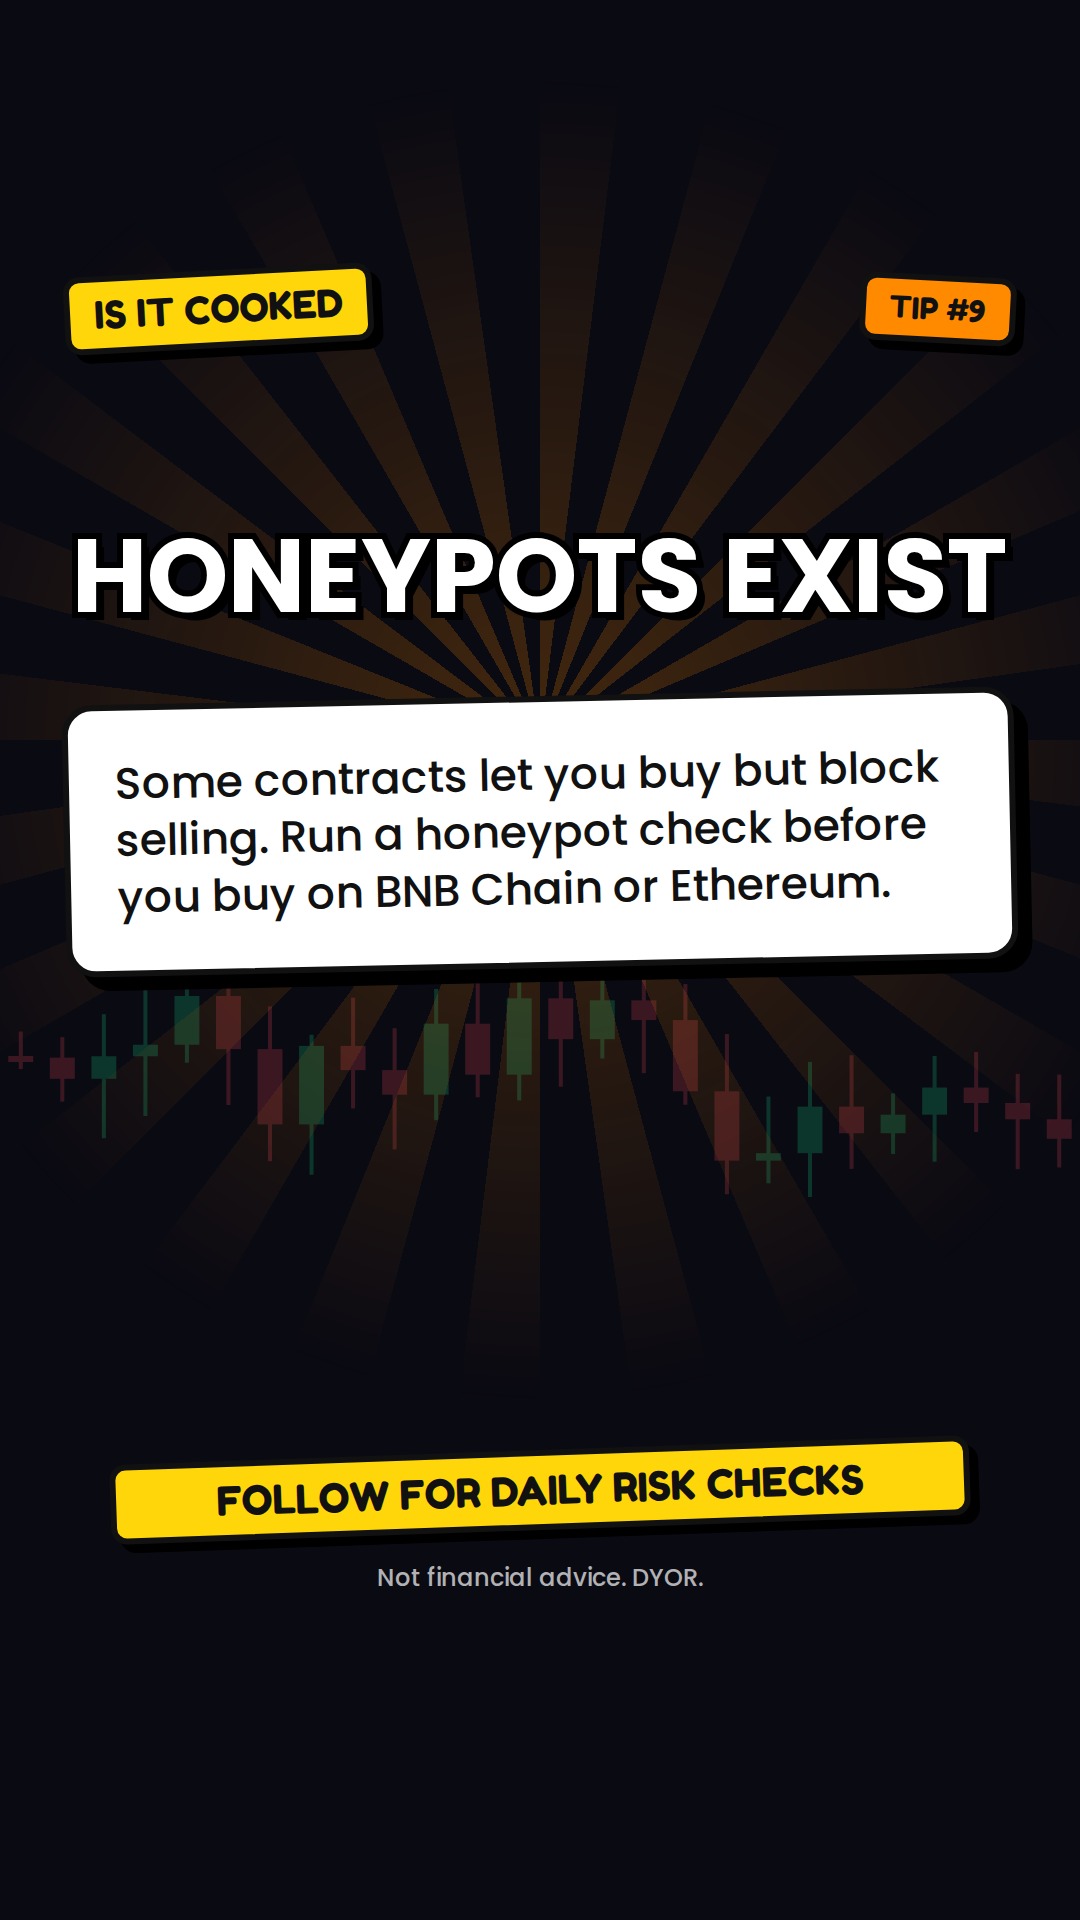 IS IT COOKED
TIP #9
HONEYPOTS EXIST
Some contracts let you buy but block
selling. Run a honeypot check before
you buy on BNB Chain or Ethereum.
FOLLOW FOR DAILY RISK CHECKS
Not financial advice. DYOR.